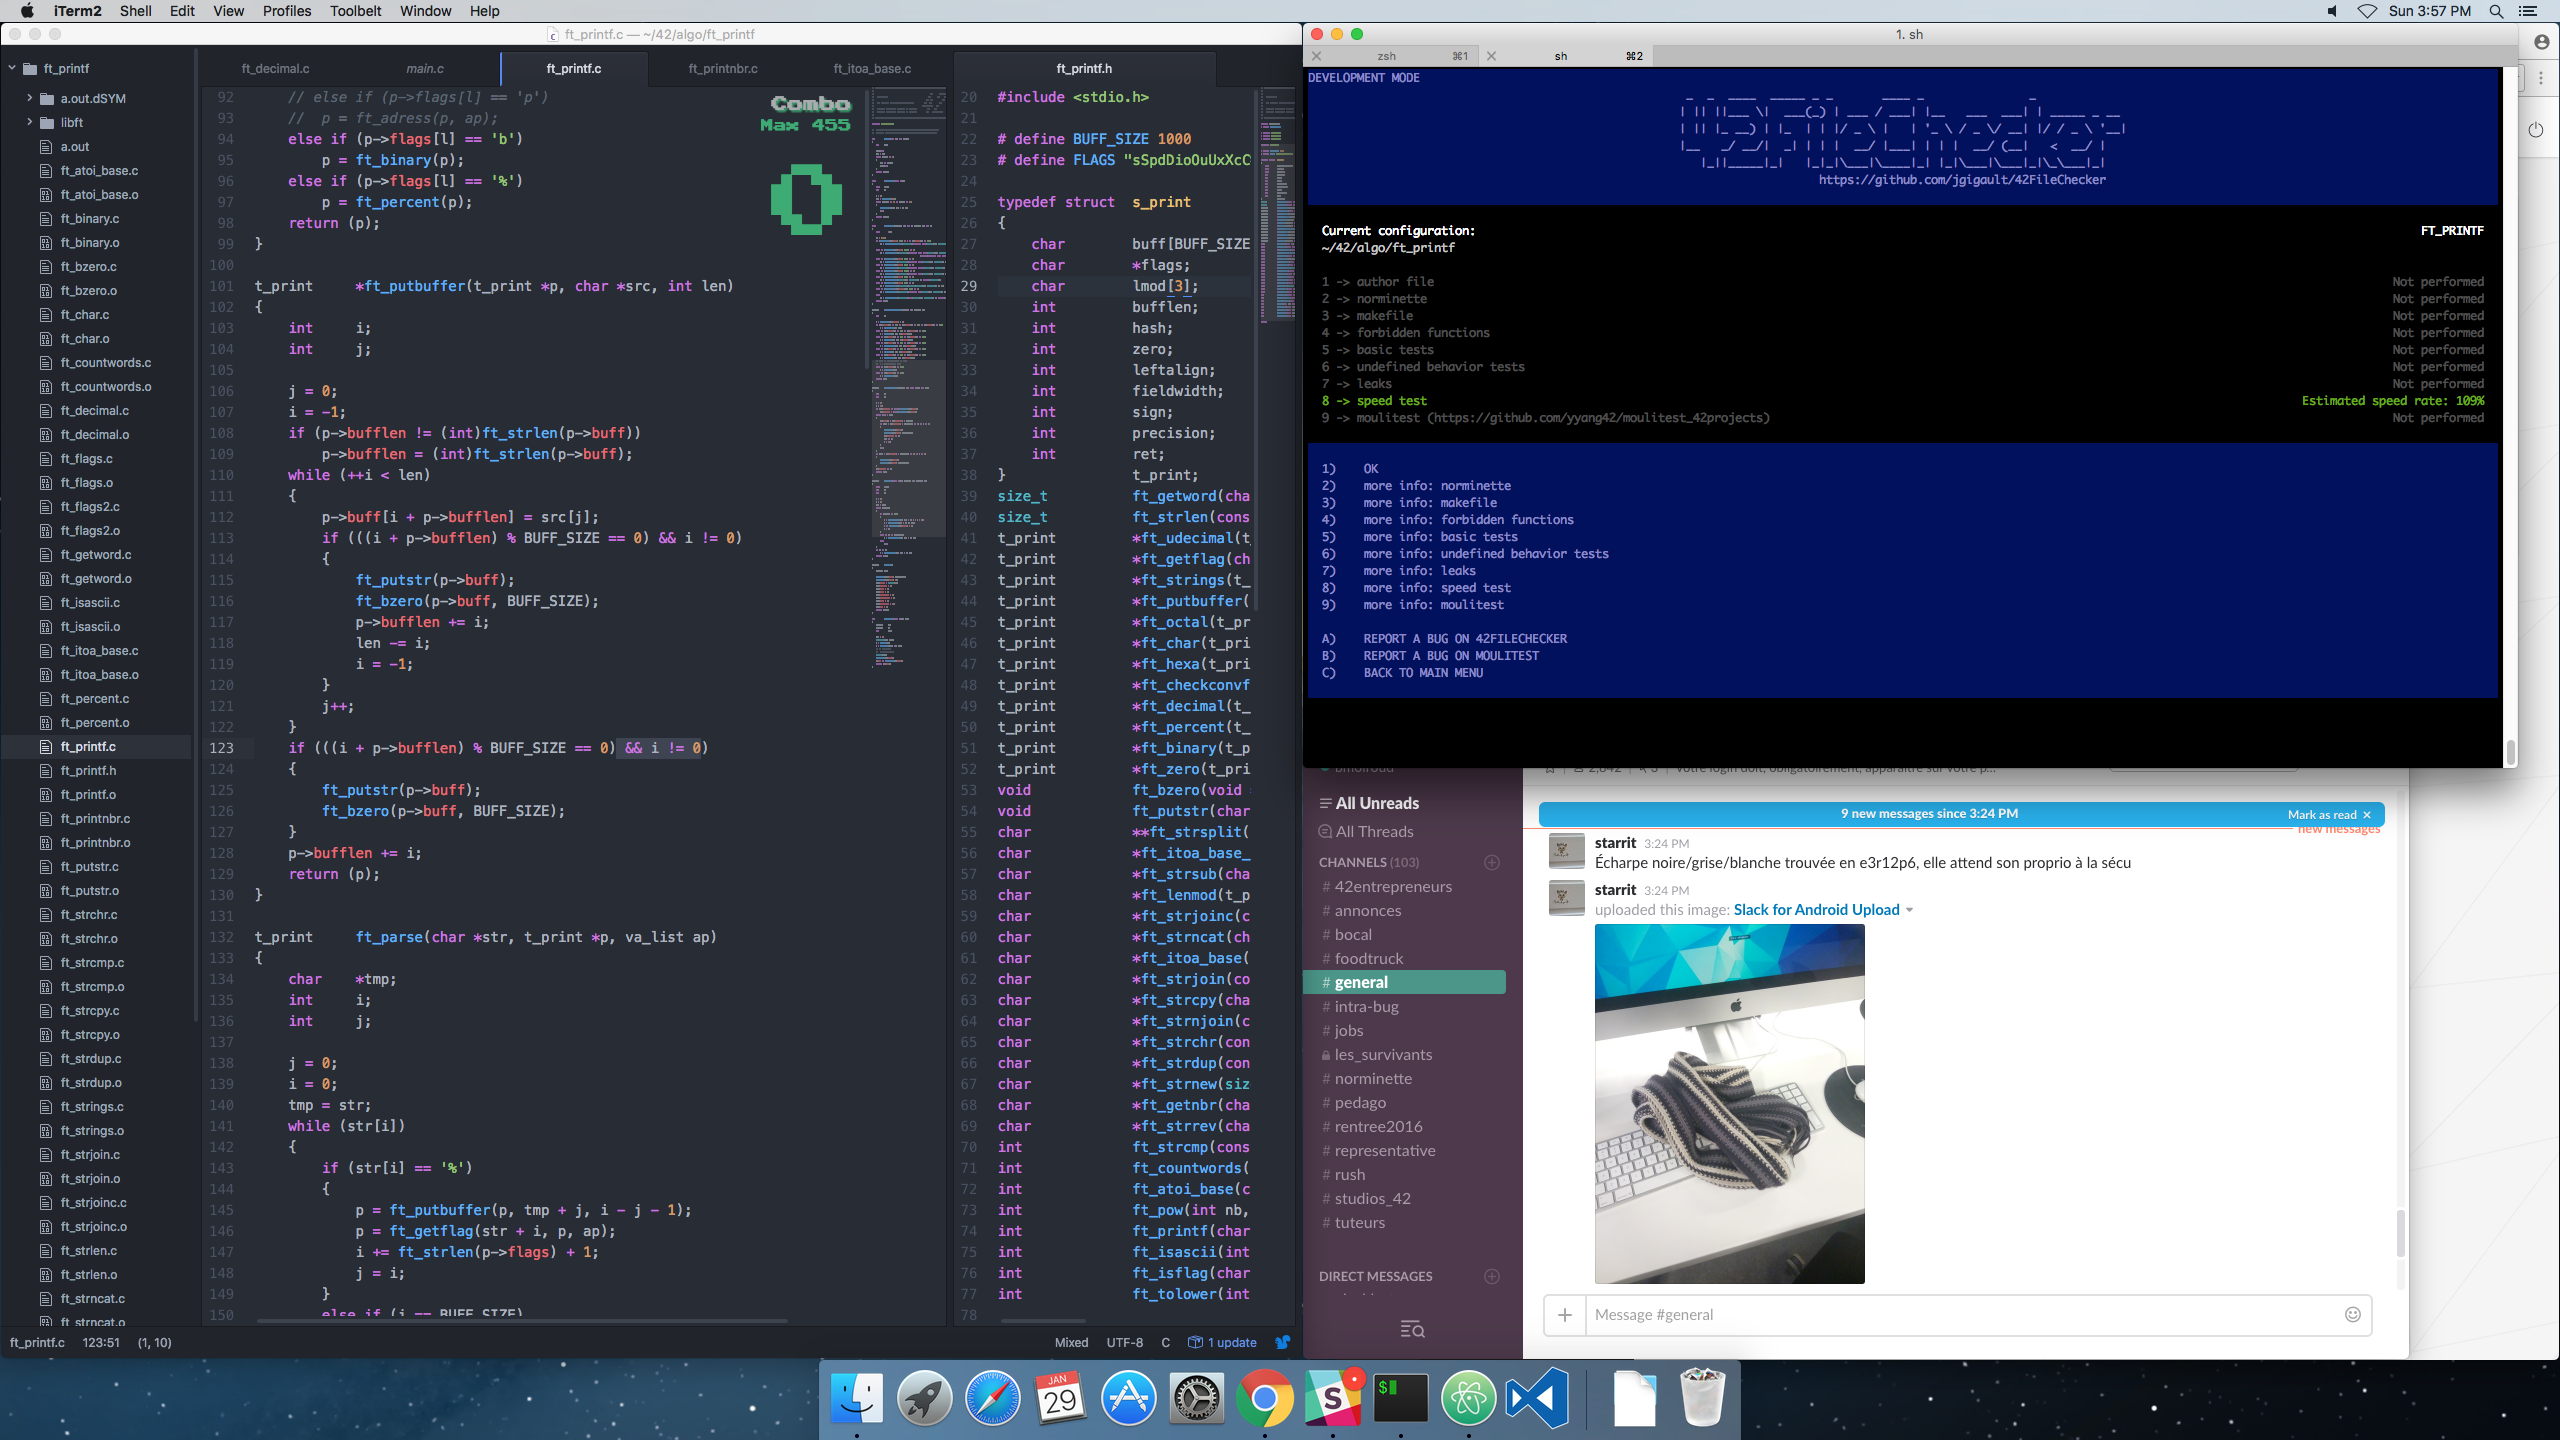 iTerm2 Shell Edit View Profiles Toolbelt Window Help
Sun 3:57 PM
ft_printf.c — ~/42/algo/ft_printf
ft_printf
a.out.dSYM
libft
a.out
ft_atoi_base.c
ft_atoi_base.o
ft_binary.c
ft_binary.o
ft_bzero.c
ft_bzero.o
ft_char.c
ft_char.o
ft_countwords.c
ft_countwords.o
ft_decimal.c
ft_decimal.o
ft_flags.c
ft_flags.o
ft_flags2.c
ft_flags2.o
ft_getword.c
ft_getword.o
ft_isascii.c
ft_isascii.o
ft_itoa_base.c
ft_itoa_base.o
ft_percent.c
ft_percent.o
ft_printf.c
ft_printf.h
ft_printf.o
ft_printnbr.c
ft_printnbr.o
ft_putstr.c
ft_putstr.o
ft_strchr.c
ft_strchr.o
ft_strcmp.c
ft_strcmp.o
ft_strcpy.c
ft_strcpy.o
ft_strdup.c
ft_strdup.o
ft_strings.c
ft_strings.o
ft_strjoin.c
ft_strjoin.o
ft_strjoinc.c
ft_strjoinc.o
ft_strlen.c
ft_strlen.o
ft_strncat.c
ft_strncat.o
ft_decimal.c main.c ft_printf.c ft_printnbr.c ft_itoa_base.c
Combo
Max 455
0
92 // else if (p->flags[l] == 'p')
93 //  p = ft_adress(p, ap);
94 else if (p->flags[l] == 'b')
95 p = ft_binary(p);
96 else if (p->flags[l] == '%')
97 p = ft_percent(p);
98 return (p);
99 }
100
101 t_print *ft_putbuffer(t_print *p, char *src, int len)
102 {
103 int i;
104 int j;
105
106 j = 0;
107 i = -1;
108 if (p->bufflen != (int)ft_strlen(p->buff))
109 p->bufflen = (int)ft_strlen(p->buff);
110 while (++i < len)
111 {
112 p->buff[i + p->bufflen] = src[j];
113 if (((i + p->bufflen) % BUFF_SIZE == 0) && i != 0)
114 {
115 ft_putstr(p->buff);
116 ft_bzero(p->buff, BUFF_SIZE);
117 p->bufflen += i;
118 len -= i;
119 i = -1;
120 }
121 j++;
122 }
123 if (((i + p->bufflen) % BUFF_SIZE == 0) && i != 0)
124 {
125 ft_putstr(p->buff);
126 ft_bzero(p->buff, BUFF_SIZE);
127 }
128 p->bufflen += i;
129 return (p);
130 }
131
132 t_print ft_parse(char *str, t_print *p, va_list ap)
133 {
134 char *tmp;
135 int i;
136 int j;
137
138 j = 0;
139 i = 0;
140 tmp = str;
141 while (str[i])
142 {
143 if (str[i] == '%')
144 {
145 p = ft_putbuffer(p, tmp + j, i - j - 1);
146 p = ft_getflag(str + i, p, ap);
147 i += ft_strlen(p->flags) + 1;
148 j = i;
149 }
150 else if (i == BUFF_SIZE)
ft_printf.h
20 #include <stdio.h>
21
22 # define BUFF_SIZE 1000
23 # define FLAGS "sSpdDioOuUxXcC
24
25 typedef struct s_print
26 {
27 char buff[BUFF_SIZE
28 char *flags;
29 char lmod[3];
30 int bufflen;
31 int hash;
32 int zero;
33 int leftalign;
34 int fieldwidth;
35 int sign;
36 int precision;
37 int ret;
38 } t_print;
39 size_t ft_getword(cha
40 size_t ft_strlen(cons
41 t_print *ft_udecimal(t_
42 t_print *ft_getflag(ch
43 t_print *ft_strings(t_
44 t_print *ft_putbuffer(
45 t_print *ft_octal(t_pr
46 t_print *ft_char(t_pri
47 t_print *ft_hexa(t_pri
48 t_print *ft_checkconvf
49 t_print *ft_decimal(t_
50 t_print *ft_percent(t_
51 t_print *ft_binary(t_p
52 t_print *ft_zero(t_pri
53 void ft_bzero(void
54 void ft_putstr(char
55 char **ft_strsplit(
56 char *ft_itoa_base_
57 char *ft_strsub(cha
58 char *ft_lenmod(t_p
59 char *ft_strjoinc(c
60 char *ft_strncat(ch
61 char *ft_itoa_base(
62 char *ft_strjoin(co
63 char *ft_strcpy(cha
64 char *ft_strnjoin(c
65 char *ft_strchr(con
66 char *ft_strdup(con
67 char *ft_strnew(siz
68 char *ft_getnbr(cha
69 char *ft_strrev(cha
70 int ft_strcmp(cons
71 int ft_countwords(
72 int ft_atoi_base(c
73 int ft_pow(int nb,
74 int ft_printf(char
75 int ft_isascii(int
76 int ft_isflag(char
77 int ft_tolower(int
78
ft_printf.c 123:51 (1, 10)
Mixed UTF-8 C 1 update
1. sh
zsh ⌘1 sh ⌘2
DEVELOPMENT MODE
https://github.com/jgigault/42FileChecker
Current configuration: FT_PRINTF
~/42/algo/ft_printf
1 -> author file Not performed
2 -> norminette Not performed
3 -> makefile Not performed
4 -> forbidden functions Not performed
5 -> basic tests Not performed
6 -> undefined behavior tests Not performed
7 -> leaks Not performed
8 -> speed test Estimated speed rate: 109%
9 -> moulitest (https://github.com/yyang42/moulitest_42projects) Not performed
1) OK
2) more info: norminette
3) more info: makefile
4) more info: forbidden functions
5) more info: basic tests
6) more info: undefined behavior tests
7) more info: leaks
8) more info: speed test
9) more info: moulitest
A) REPORT A BUG ON 42FILECHECKER
B) REPORT A BUG ON MOULITEST
C) BACK TO MAIN MENU
All Unreads
All Threads
CHANNELS (103)
# 42entrepreneurs
# annonces
# bocal
# foodtruck
# general
# intra-bug
# jobs
les_survivants
# norminette
# pedago
# rentree2016
# representative
# rush
# studios_42
# tuteurs
DIRECT MESSAGES
9 new messages since 3:24 PM Mark as read ×
new messages
starrit 3:24 PM
Écharpe noire/grise/blanche trouvée en e3r12p6, elle attend son proprio à la sécu
starrit 3:24 PM
uploaded this image: Slack for Android Upload
+ Message #general
JAN
29
S
$